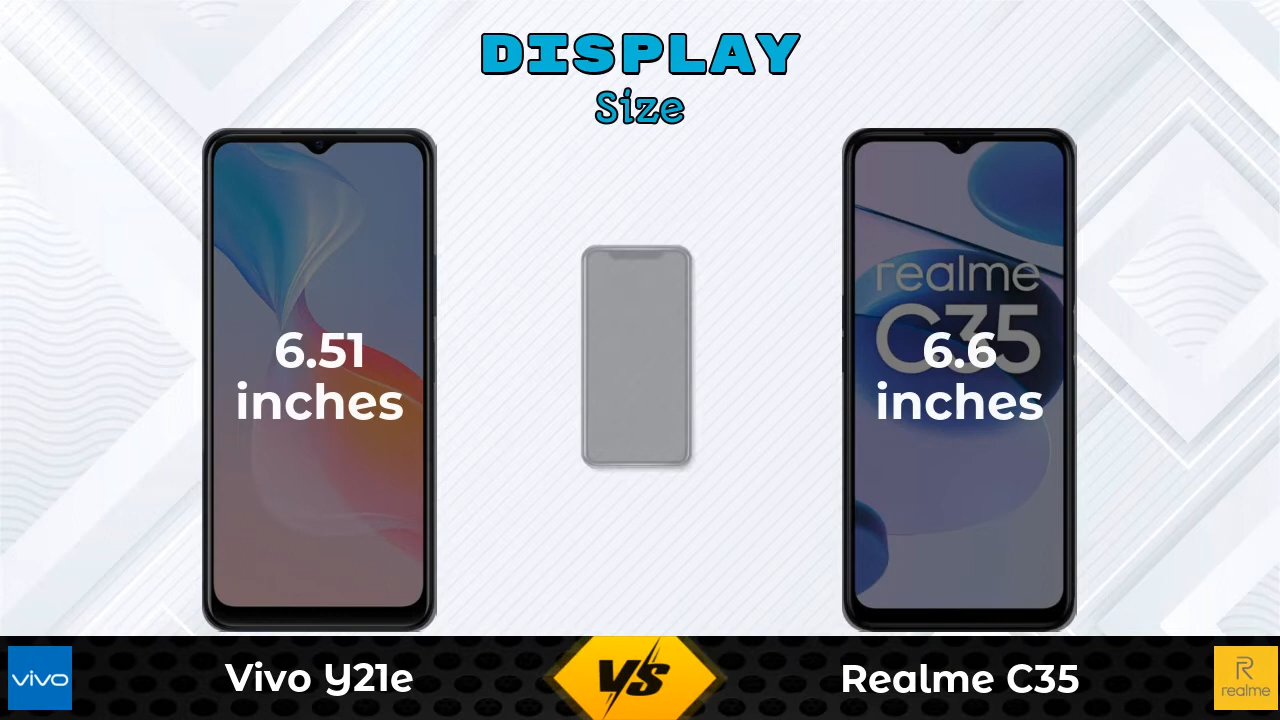 DISPLAY
Size
6.51
inches
realme
C35
6.6
inches
vivo
Vivo Y21e
VS
Realme C35
R
realme